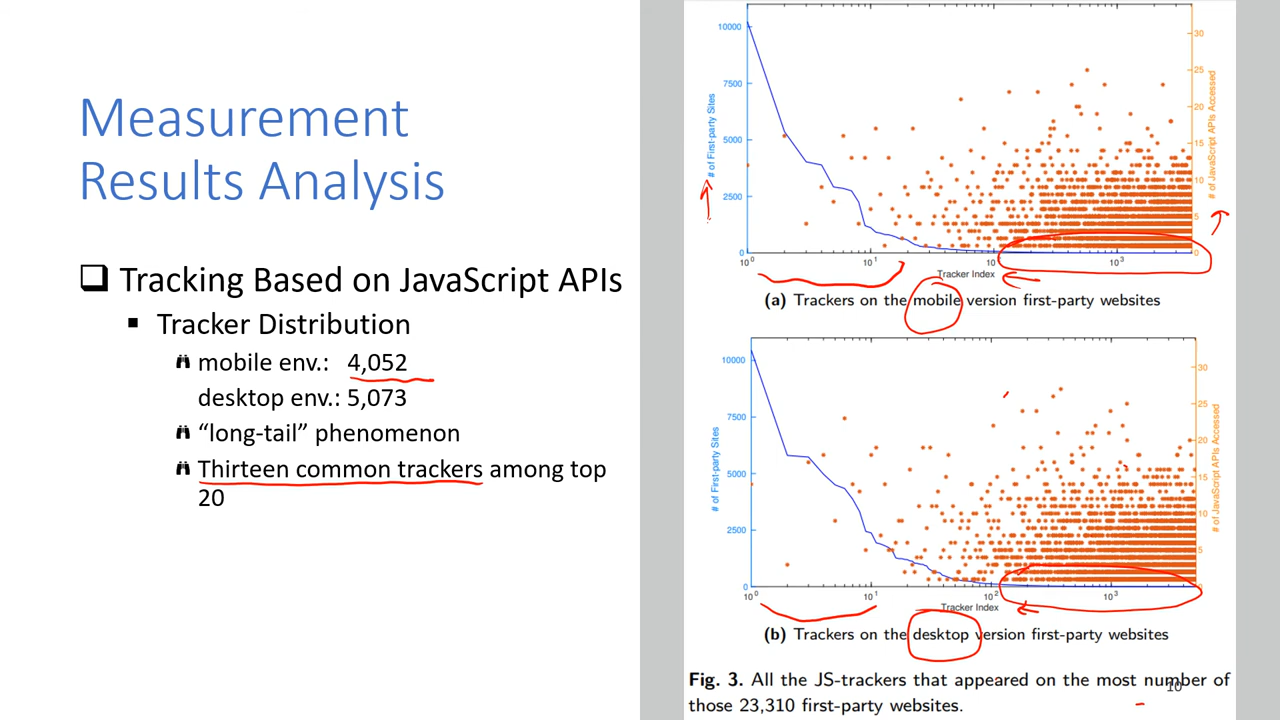 Measurement
Results Analysis
❑ Tracking Based on JavaScript APIs
▪ Tracker Distribution
mobile env.: 4,052
desktop env.: 5,073
“long-tail” phenomenon
Thirteen common trackers among top
20
# of First-party Sites
10000
7500
5000
2500
0
# of JavaScript APIs Accessed
30
25
20
15
10
5
0
10^0
10^1
10^3
Tracker Index
(a) Trackers on the mobile version first-party websites
# of First-party Sites
10000
7500
5000
2500
0
# of JavaScript APIs Accessed
30
25
20
15
10
5
0
10^0
10^1
10^2
10^3
Tracker Index
(b) Trackers on the desktop version first-party websites
Fig. 3. All the JS-trackers that appeared on the most number of
those 23,310 first-party websites.
10